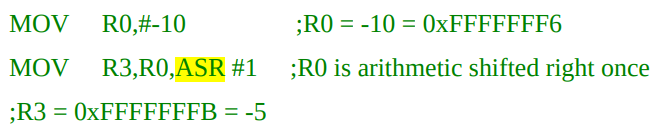 MOV R0,#-10 ;R0 = -10 = 0xFFFFFFF6
MOV R3,R0,ASR #1 ;R0 is arithmetic shifted right once
;R3 = 0xFFFFFFFB = -5